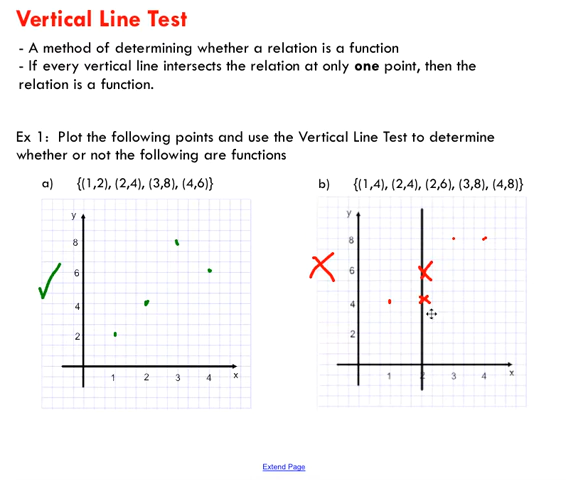 Vertical Line Test
- A method of determining whether a relation is a function
- If every vertical line intersects the relation at only one point, then the
relation is a function.
Ex 1: Plot the following points and use the Vertical Line Test to determine
whether or not the following are functions
a) {(1,2), (2,4), (3,8), (4,6)}
b) {(1,4), (2,4), (2,6), (3,8), (4,8)}
y
8
6
4
2
1 2 3 4 x
y
8
6
4
2
1 2 3 4 x
Extend Page